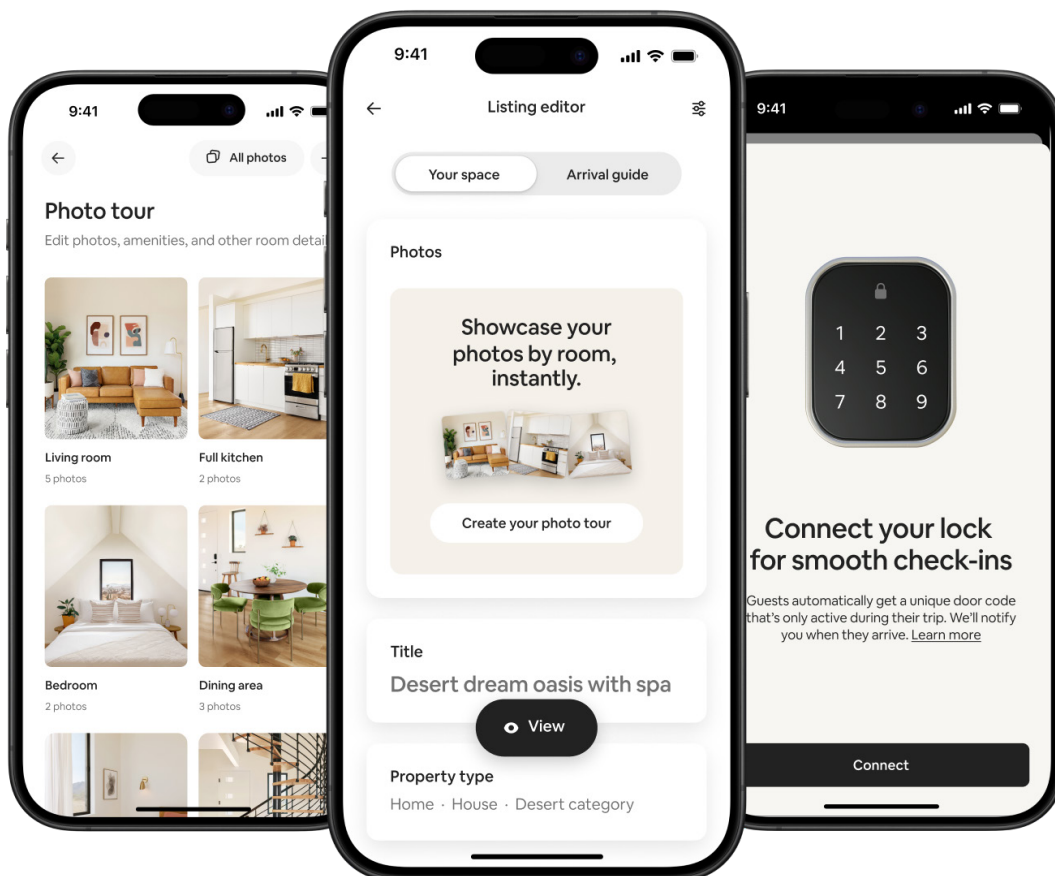 9:41
All photos
Photo tour
Edit photos, amenities, and other room detai
Living room
5 photos
Full kitchen
2 photos
Bedroom
2 photos
Dining area
3 photos
9:41
Listing editor
Your space
Arrival guide
Photos
Showcase your
photos by room,
instantly.
Create your photo tour
Title
Desert dream oasis with spa
View
Property type
Home · House · Desert category
9:41
1 2 3
4 5 6
7 8 9
Connect your lock
for smooth check-ins
Guests automatically get a unique door code
that's only active during their trip. We'll notify
you when they arrive. Learn more
Connect